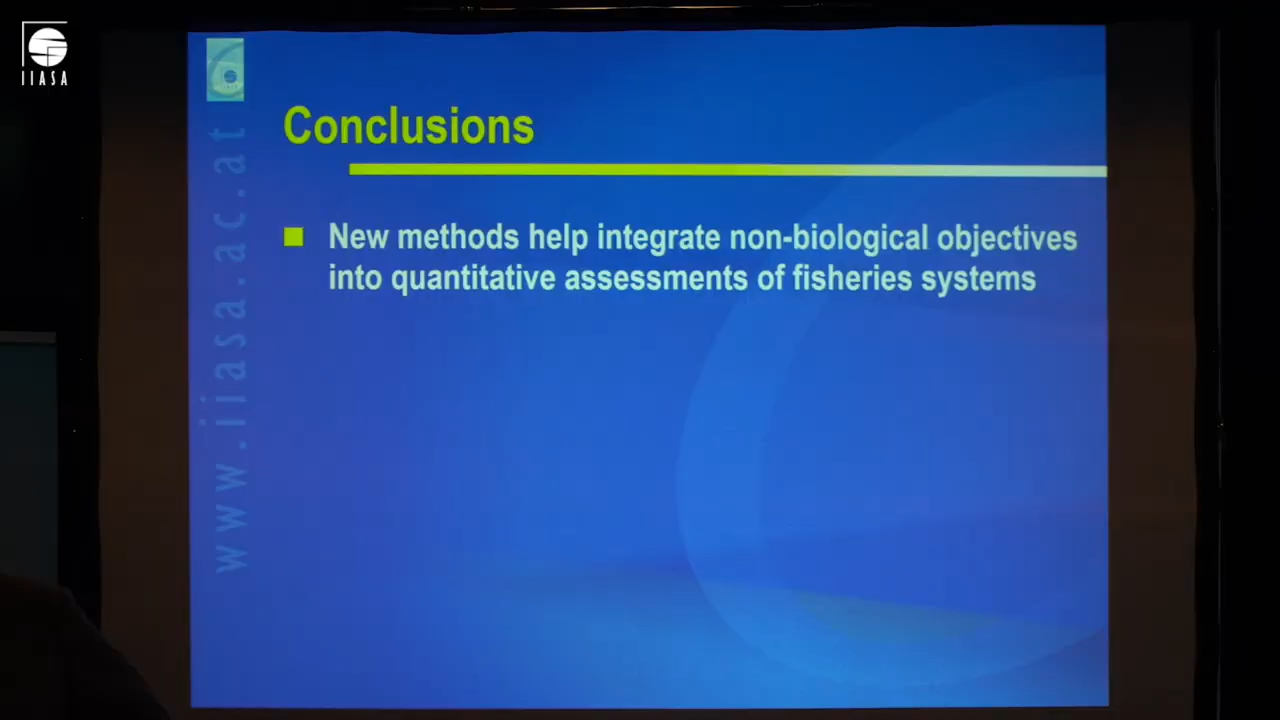 IIASA
www.iiasa.ac.at
Conclusions
New methods help integrate non-biological objectives
into quantitative assessments of fisheries systems